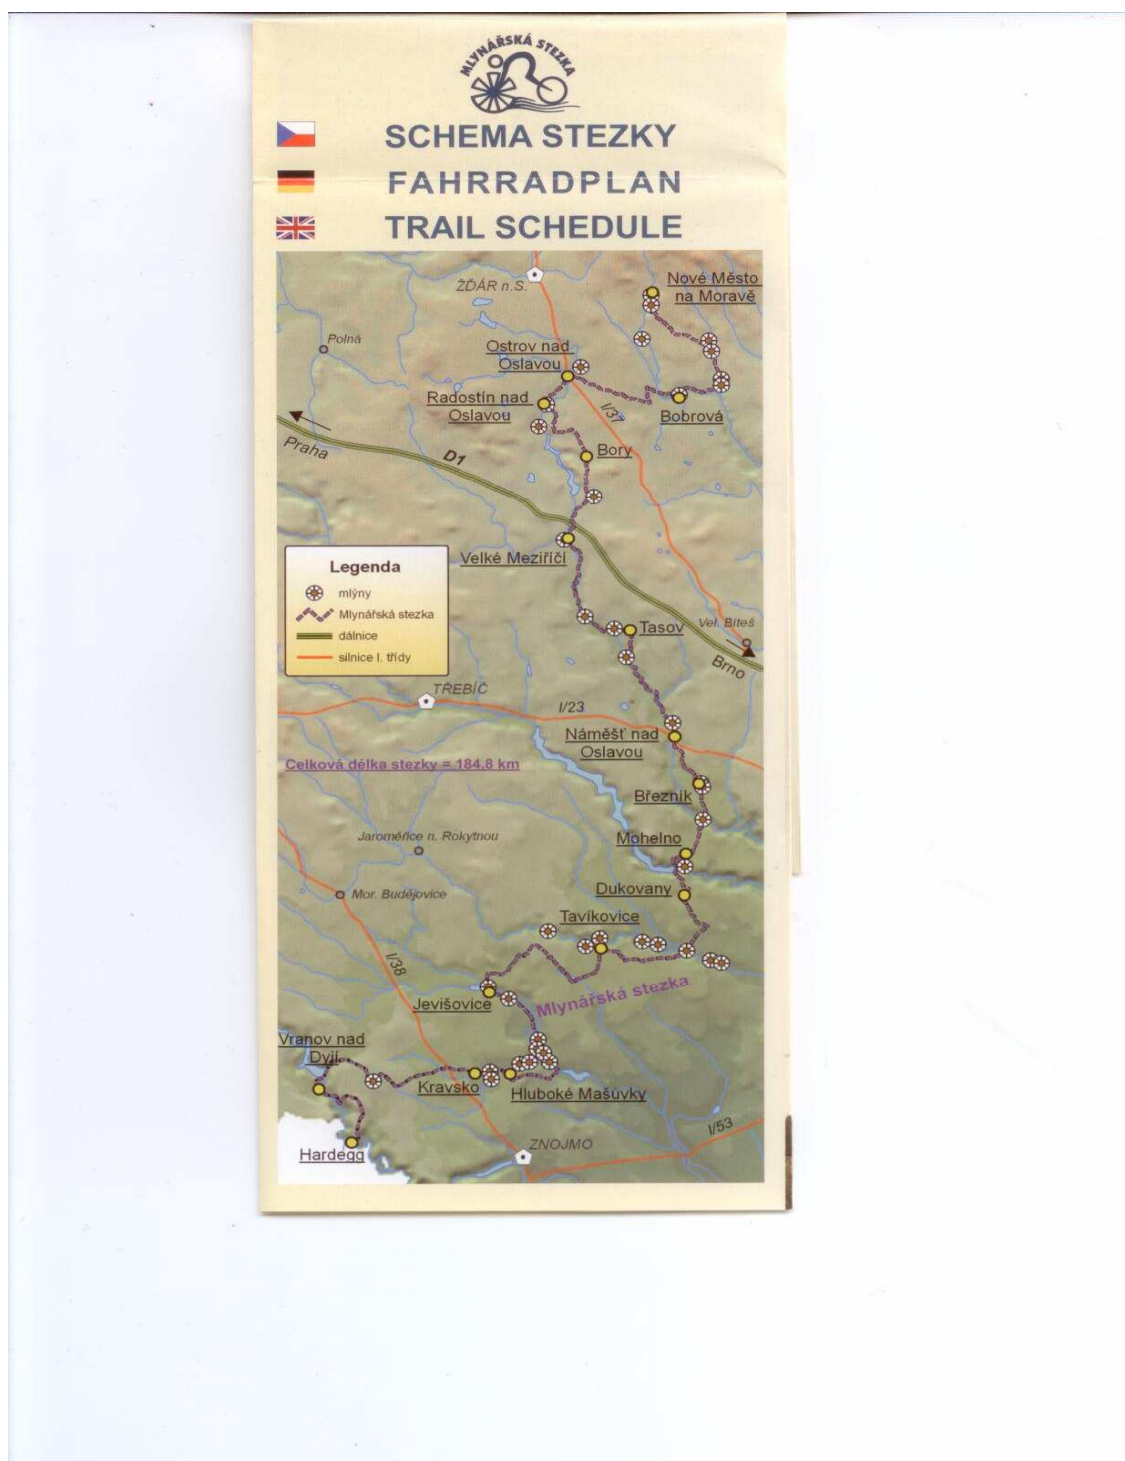 MLYNÁŘSKÁ STEZKA
SCHEMA STEZKY
FAHRRADPLAN
TRAIL SCHEDULE
ŽĎÁR n.S.
Nové Město
na Moravě
Polná
Ostrov nad
Oslavou
Radostín nad
Oslavou
I/37
Bobrová
Praha
D1
Bory
Velké Meziříčí
Legenda
mlýny
Mlynářská stezka
dálnice
silnice I. třídy
Vel. Biteš
Tasov
Brno
TŘEBÍČ
I/23
Náměšť nad
Oslavou
Celková délka stezky = 184,8 km
Březník
Jaroměřice n. Rokytnou
Mohelno
Mor. Budějovice
Dukovany
Tavíkovice
I/38
Mlynářská stezka
Jevišovice
Vranov nad
Dyjí
Kravsko
Hluboké Mašůvky
I/53
ZNOJMO
Hardegg